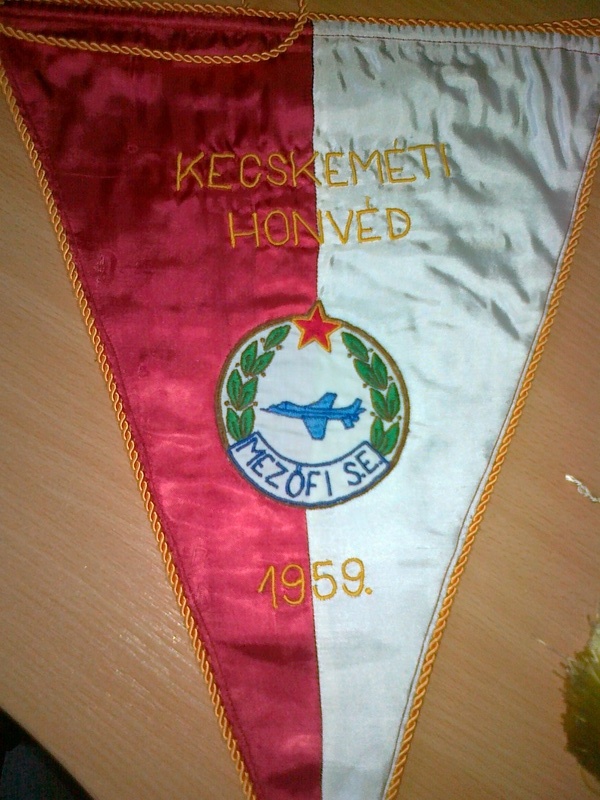 KECSKEMÉTI
HONVÉD
MEZŐFI S.E.
1959.